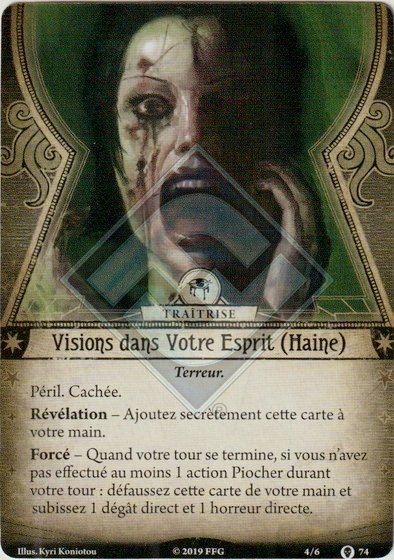 TRAÎTRISE
Visions dans Votre Esprit (Haine)
Terreur.
Péril. Cachée.
Révélation – Ajoutez secrètement cette carte à
votre main.
Forcé – Quand votre tour se termine, si vous n'avez
pas effectué au moins 1 action Piocher durant
votre tour : défaussez cette carte de votre main et
subissez 1 dégât direct et 1 horreur directe.
Illus. Kyri Koniotou © 2019 FFG 4/6 74